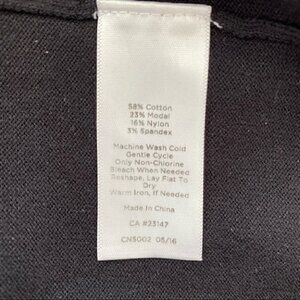 58% Cotton
23% Modal
16% Nylon
3% Spandex
Machine Wash Cold
Gentle Cycle
Only Non-Chlorine
Bleach When Needed
Reshape, Lay Flat To
Dry
Warm Iron, If Needed
Made In China
CA #23147
CN5002 05/16